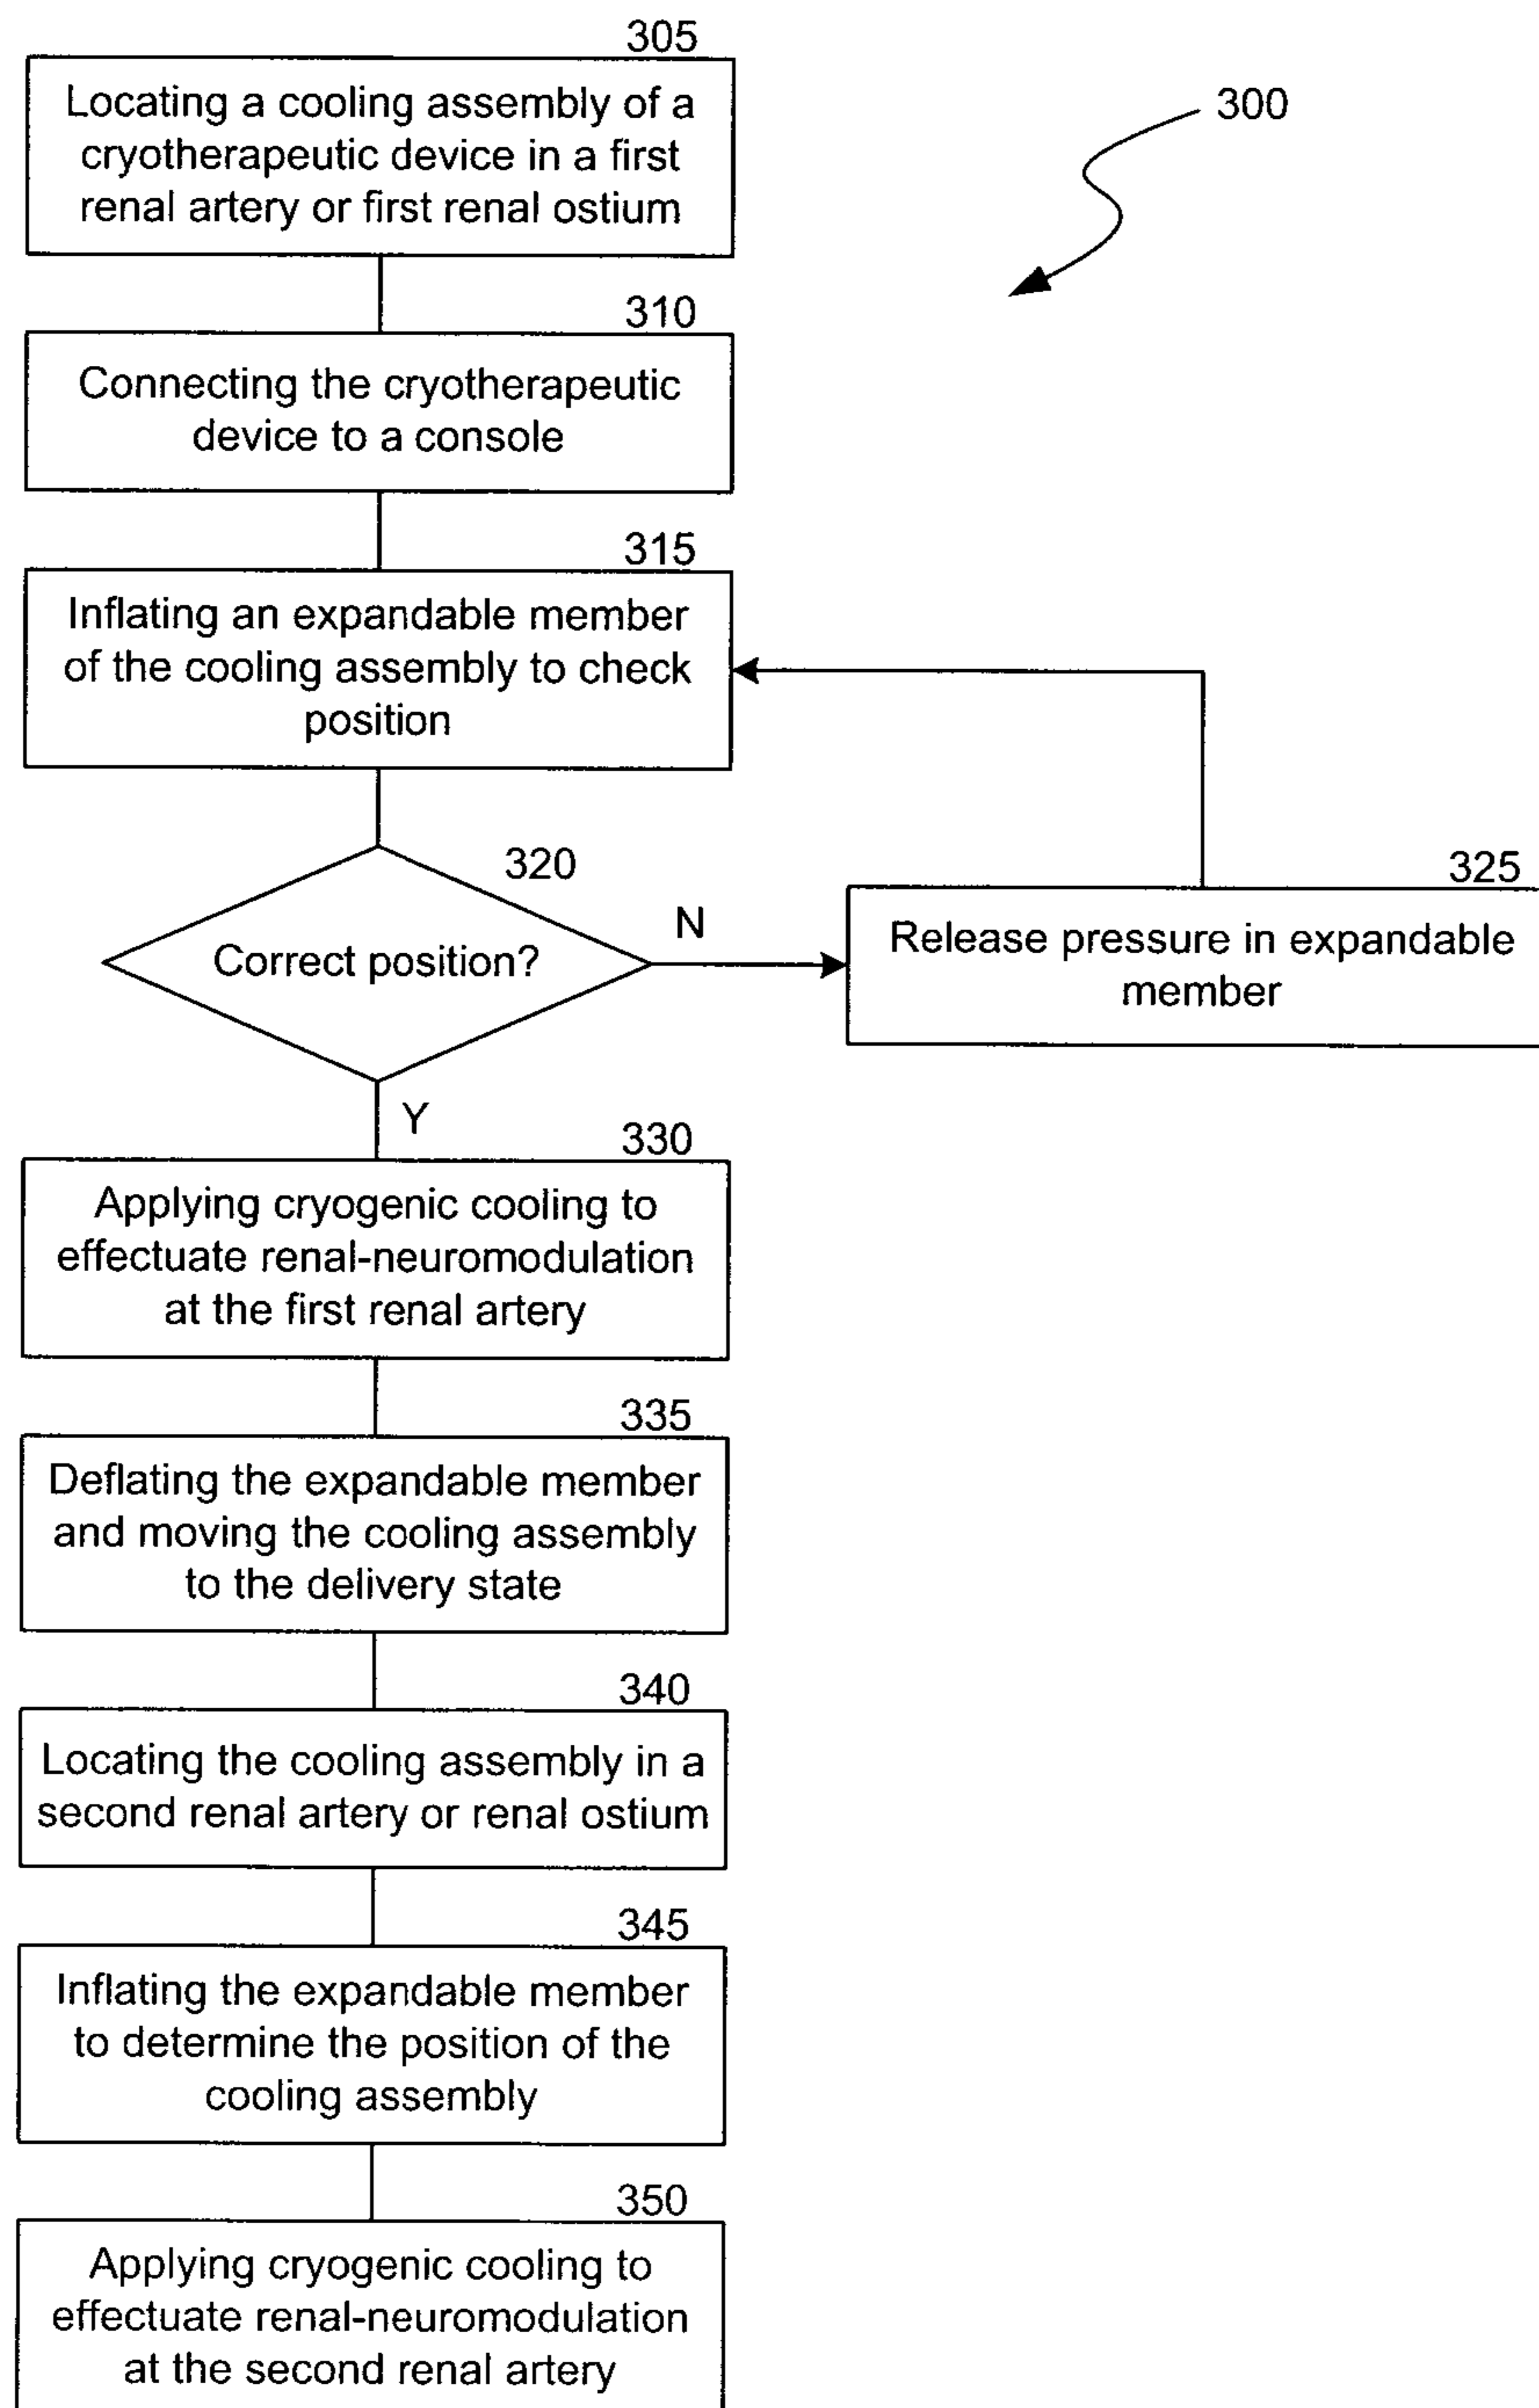 305
Locating a cooling assembly of a
cryotherapeutic device in a first
renal artery or first renal ostium
300
310
Connecting the cryotherapeutic
device to a console
315
Inflating an expandable member
of the cooling assembly to check
position
320
Correct position?
N
325
Release pressure in expandable
member
Y
330
Applying cryogenic cooling to
effectuate renal-neuromodulation
at the first renal artery
335
Deflating the expandable member
and moving the cooling assembly
to the delivery state
340
Locating the cooling assembly in a
second renal artery or renal ostium
345
Inflating the expandable member
to determine the position of the
cooling assembly
350
Applying cryogenic cooling to
effectuate renal-neuromodulation
at the second renal artery